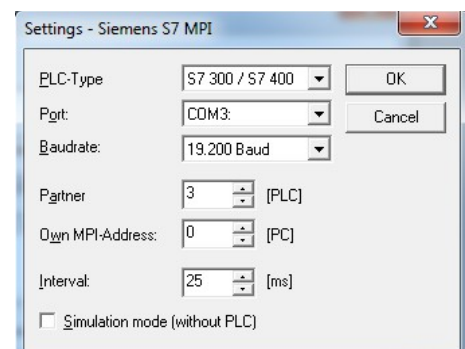 Settings - Siemens S7 MPI
PLC-Type S7 300 / S7 400 OK
Port: COM3: Cancel
Baudrate: 19.200 Baud
Partner 3 [PLC]
Own MPI-Address: 0 [PC]
Interval: 25 [ms]
Simulation mode (without PLC)